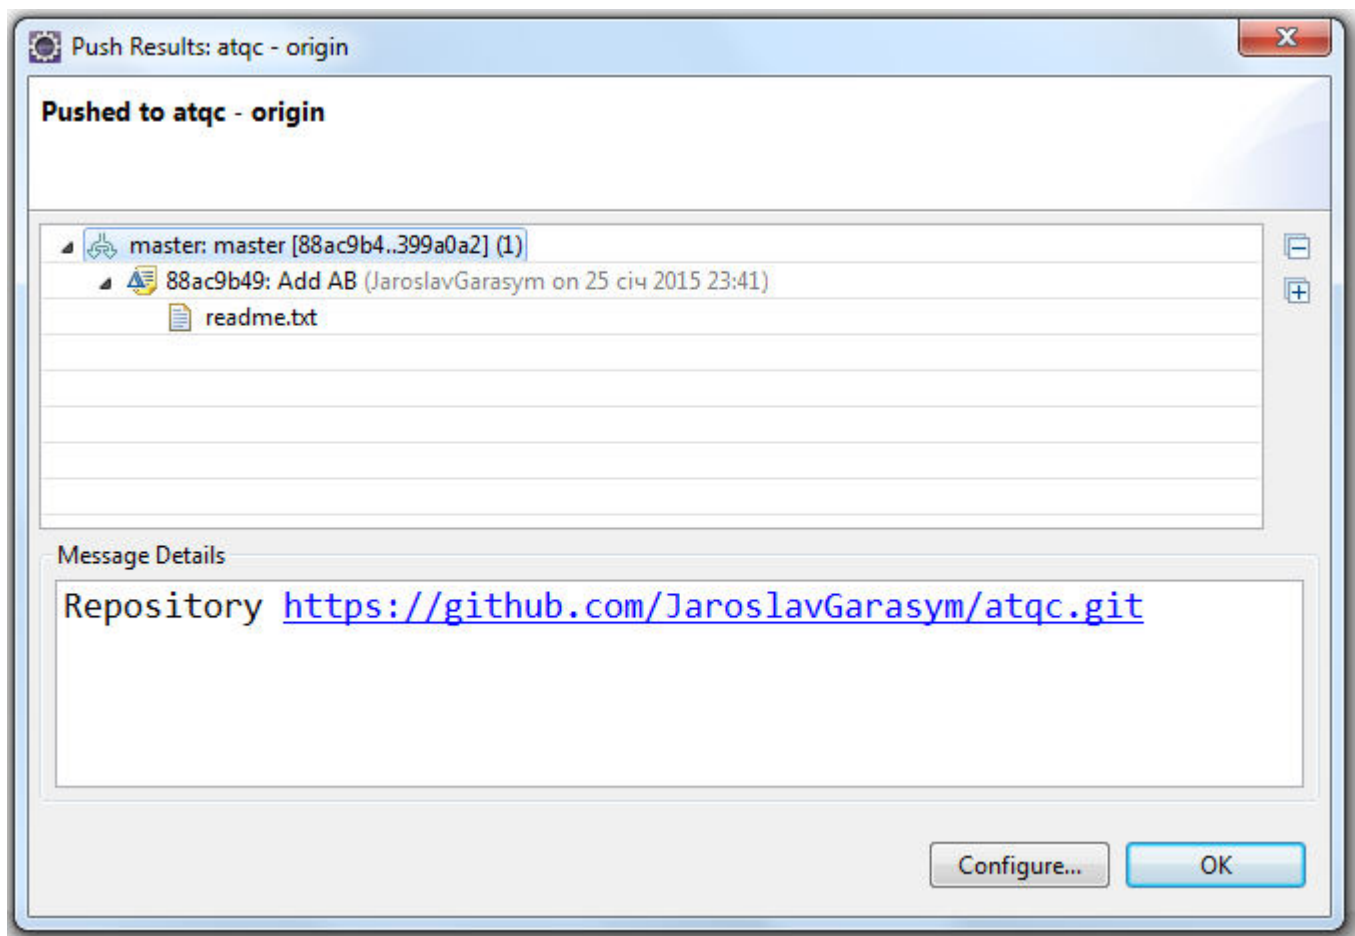 Push Results: atqc - origin
Pushed to atqc - origin
master: master [88ac9b4..399a0a2] (1)
88ac9b49: Add AB (JaroslavGarasym on 25 січ 2015 23:41)
readme.txt
Message Details
Repository https://github.com/JaroslavGarasym/atqc.git
Configure...
OK